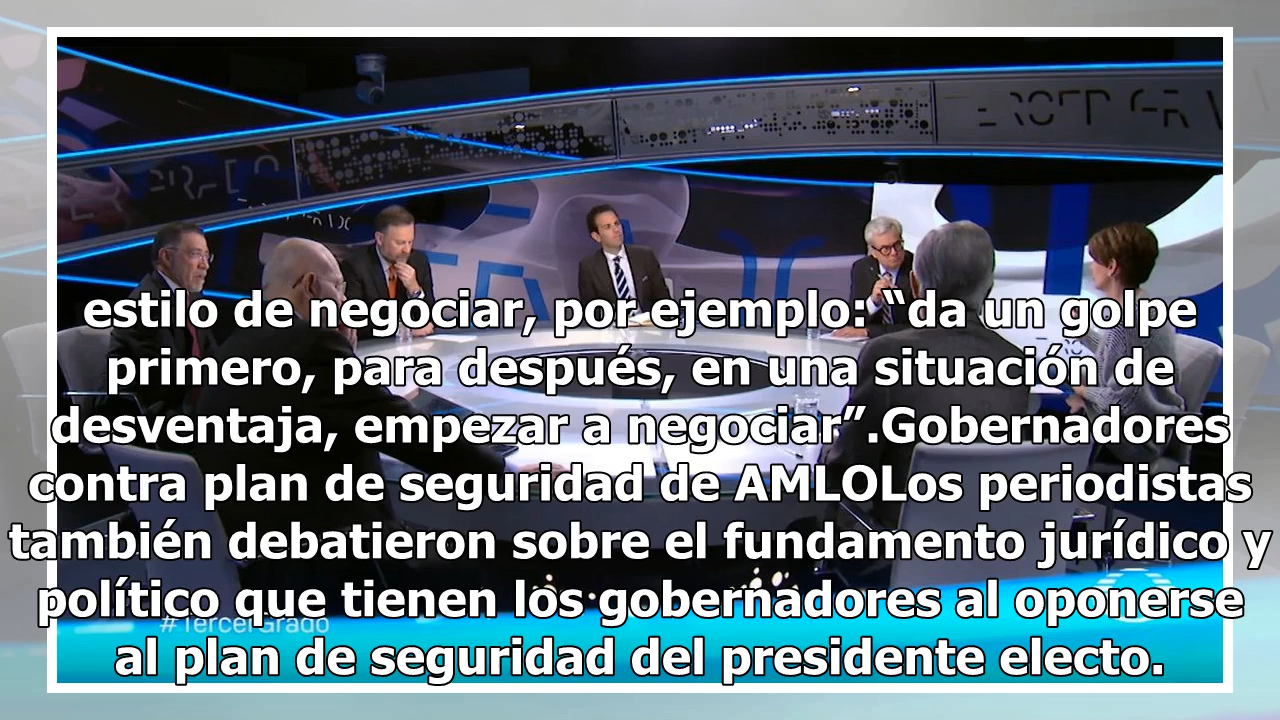 estilo de negociar, por ejemplo: “da un golpe
primero, para después, en una situación de
desventaja, empezar a negociar”.Gobernadores
contra plan de seguridad de AMLOLos periodistas
también debatieron sobre el fundamento jurídico y
político que tienen los gobernadores al oponerse
#TercerGrado
al plan de seguridad del presidente electo.